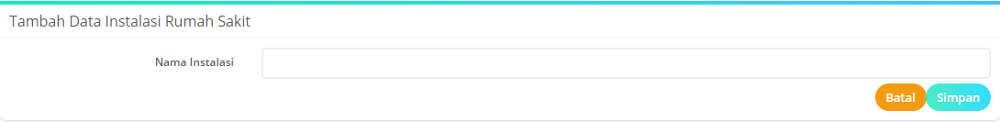 Tambah Data Instalasi Rumah Sakit
Nama Instalasi
Batal Simpan